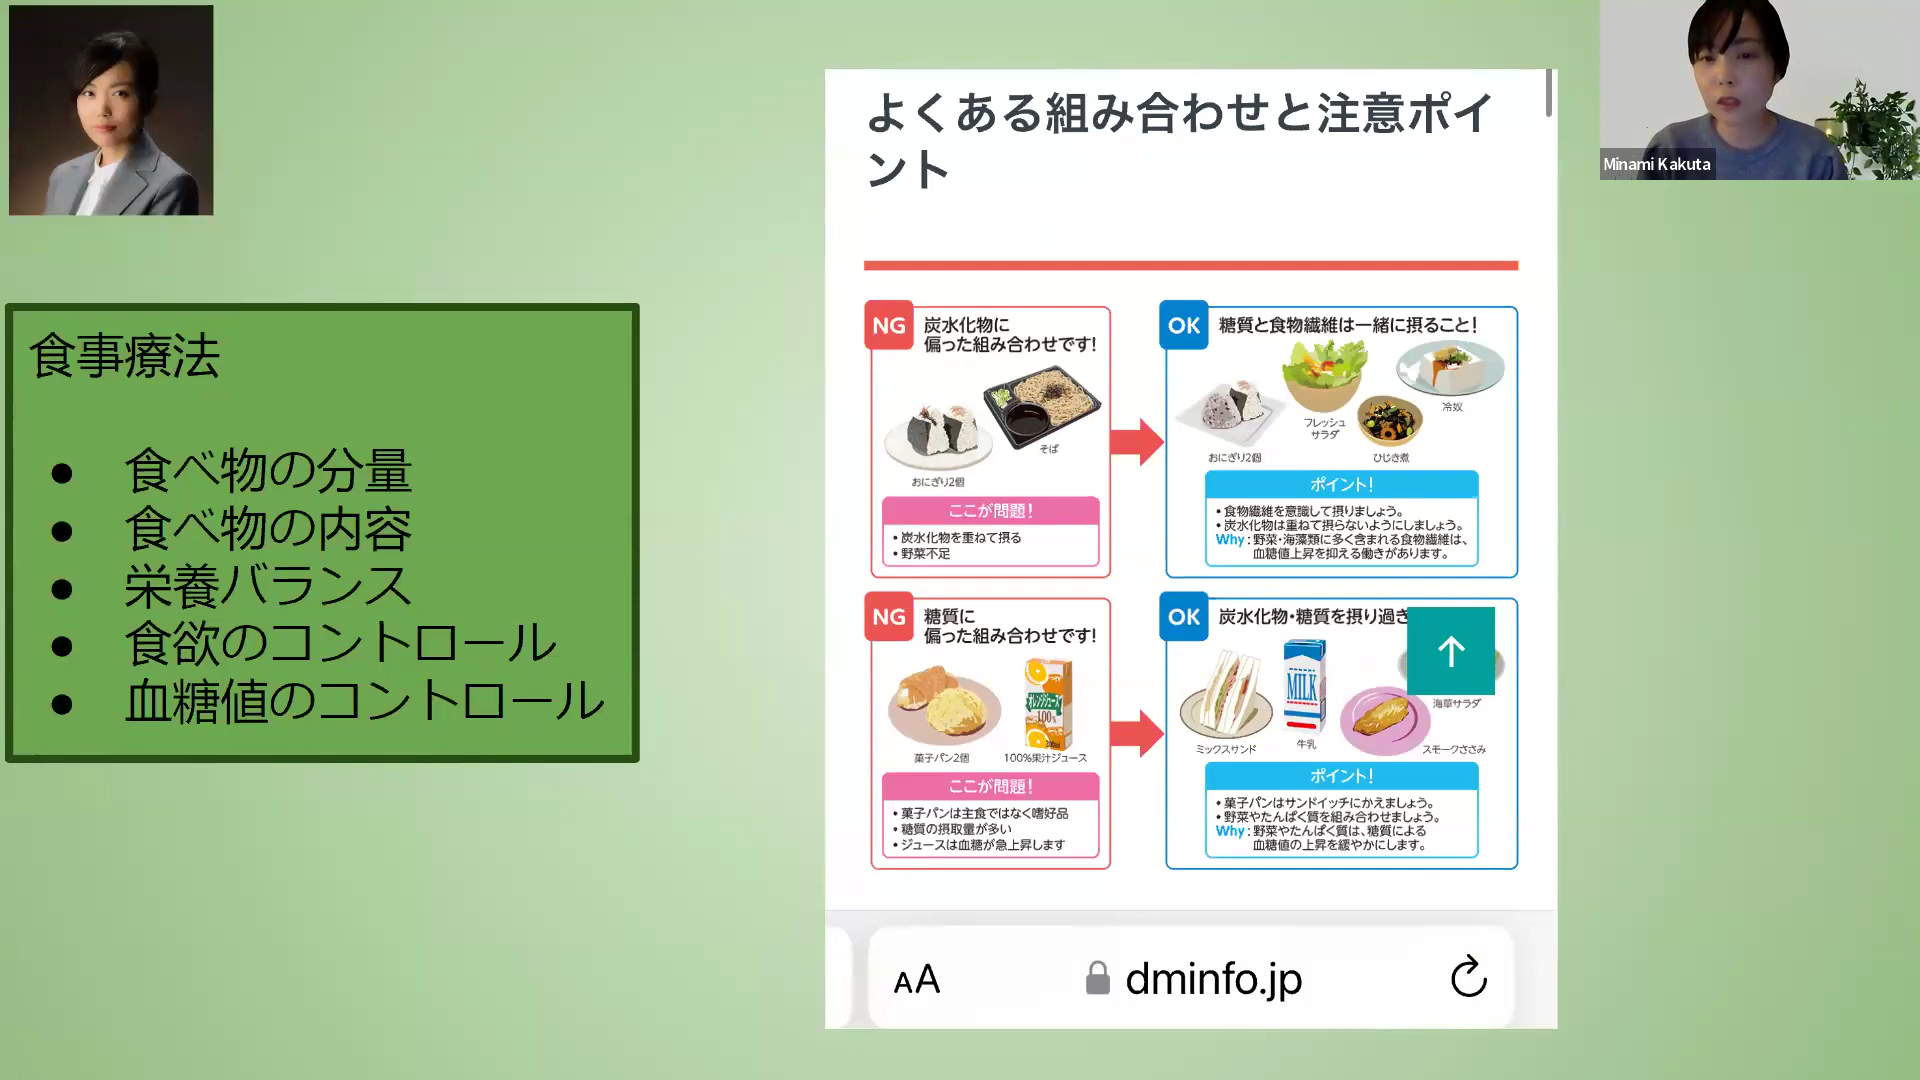 Minami Kakuta
食事療法
● 食べ物の分量
● 食べ物の内容
● 栄養バランス
● 食欲のコントロール
● 血糖値のコントロール
よくある組み合わせと注意ポイ
ント
NG 炭水化物に
偏った組み合わせです!
そば
おにぎり2個
ここが問題!
・炭水化物を重ねて摂る
・野菜不足
OK 糖質と食物繊維は一緒に摂ること!
冷奴
フレッシュ
サラダ
おにぎり2個
ひじき煮
ポイント!
・食物繊維を意識して摂りましょう。
・炭水化物は重ねて摂らないようにしましょう。
Why:野菜・海藻類に多く含まれる食物繊維は、
血糖値上昇を抑える働きがあります。
NG 糖質に
偏った組み合わせです!
オレンジジュース
100%
菓子パン2個
100%果汁ジュース
ここが問題!
・菓子パンは主食ではなく嗜好品
・糖質の摂取量が多い
・ジュースは血糖が急上昇します
OK 炭水化物・糖質を摂り過ぎ
MILK
海草サラダ
ミックスサンド
牛乳
スモークささみ
ポイント!
・菓子パンはサンドイッチにかえましょう。
・野菜やたんぱく質を組み合わせましょう。
Why:野菜やたんぱく質は、糖質による
血糖値の上昇を緩やかにします。
AA dminfo.jp